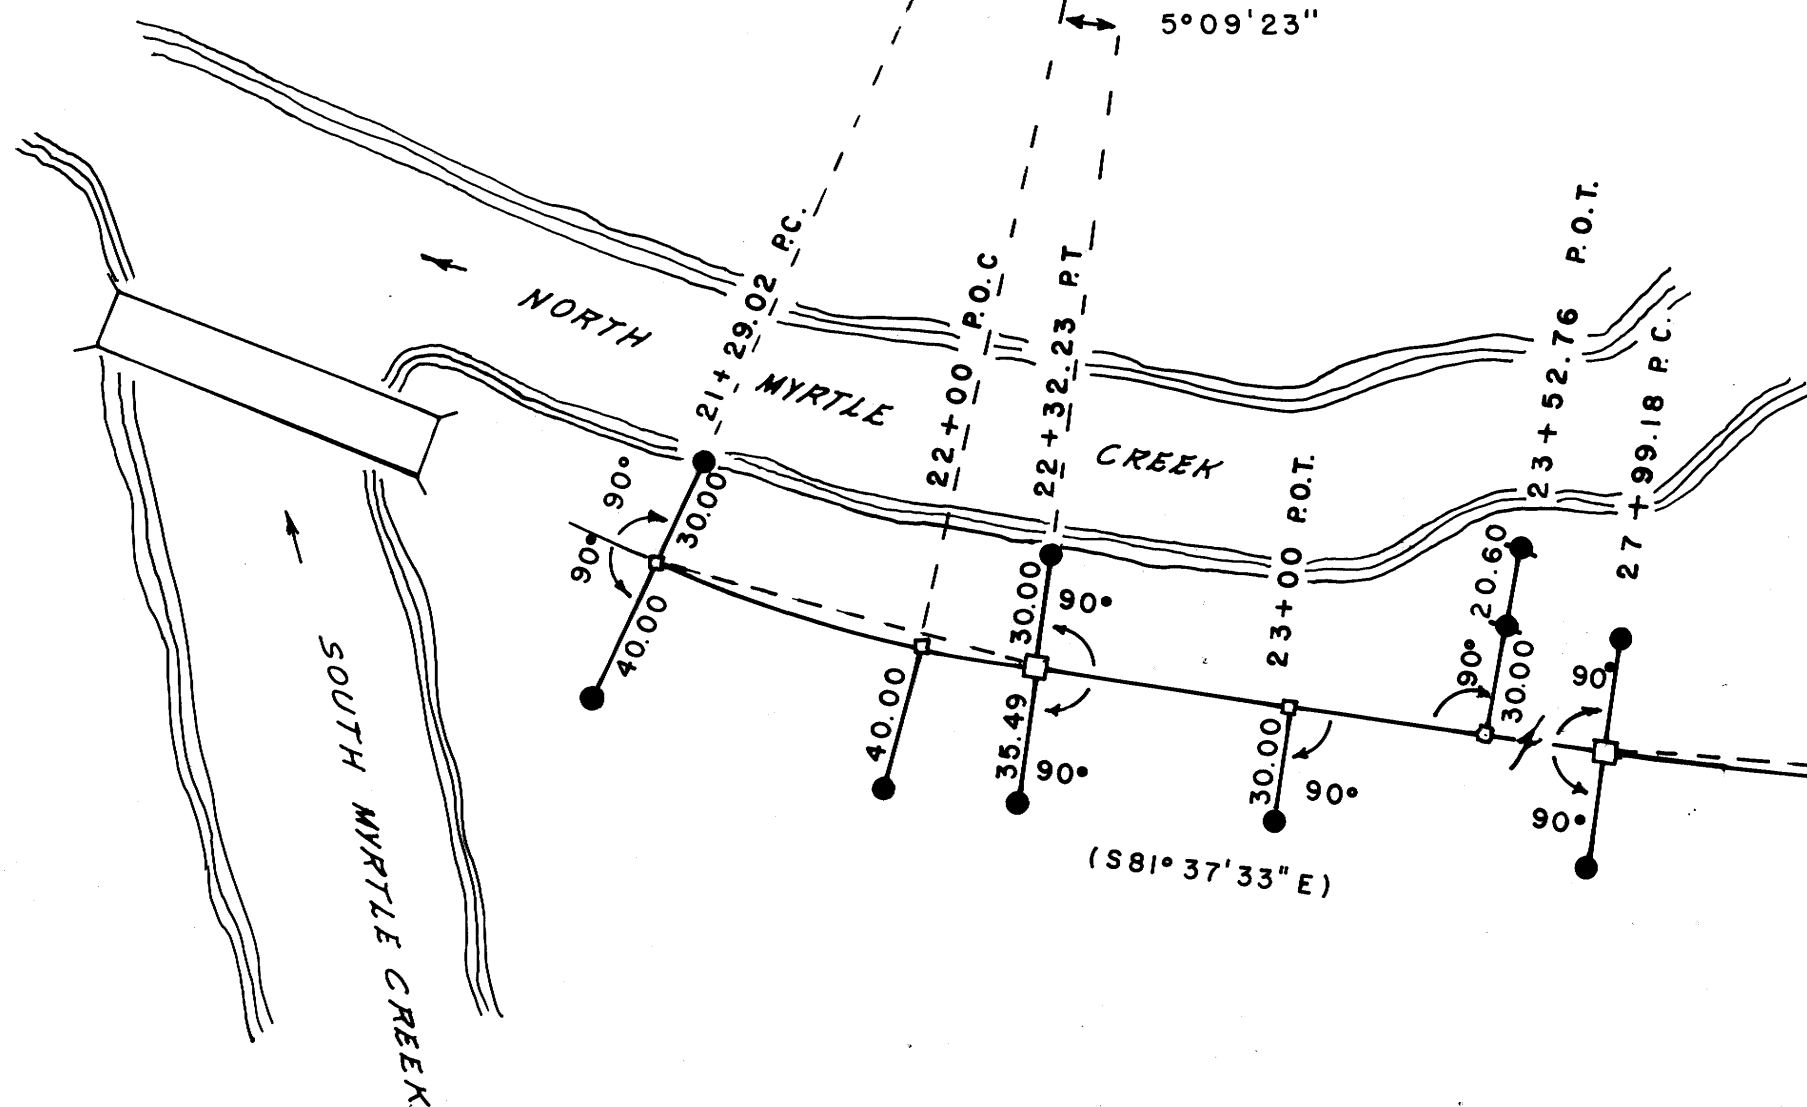 5°09'23"
21+29.02 P.C.
22+00 P.O.C
22+32.23 P.T
23+00 P.O.T.
23+52.76 P.O.T.
27+99.18 P.C.
NORTH MYRTLE CREEK
SOUTH MYRTLE CREEK
90°
30.00
90°
40.00
40.00
30.00
90°
35.49
90°
30.00
90°
20.60
90°
30.00
90°
90°
(S81°37'33"E)